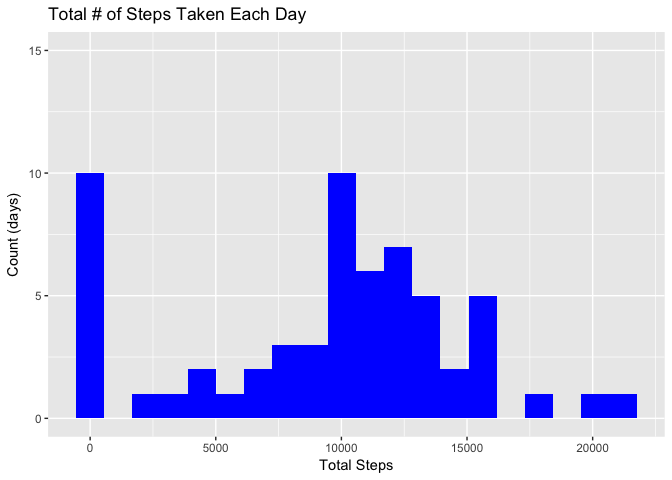 Total # of Steps Taken Each Day
15
10
5
0
Count (days)
0 5000 10000 15000 20000
Total Steps